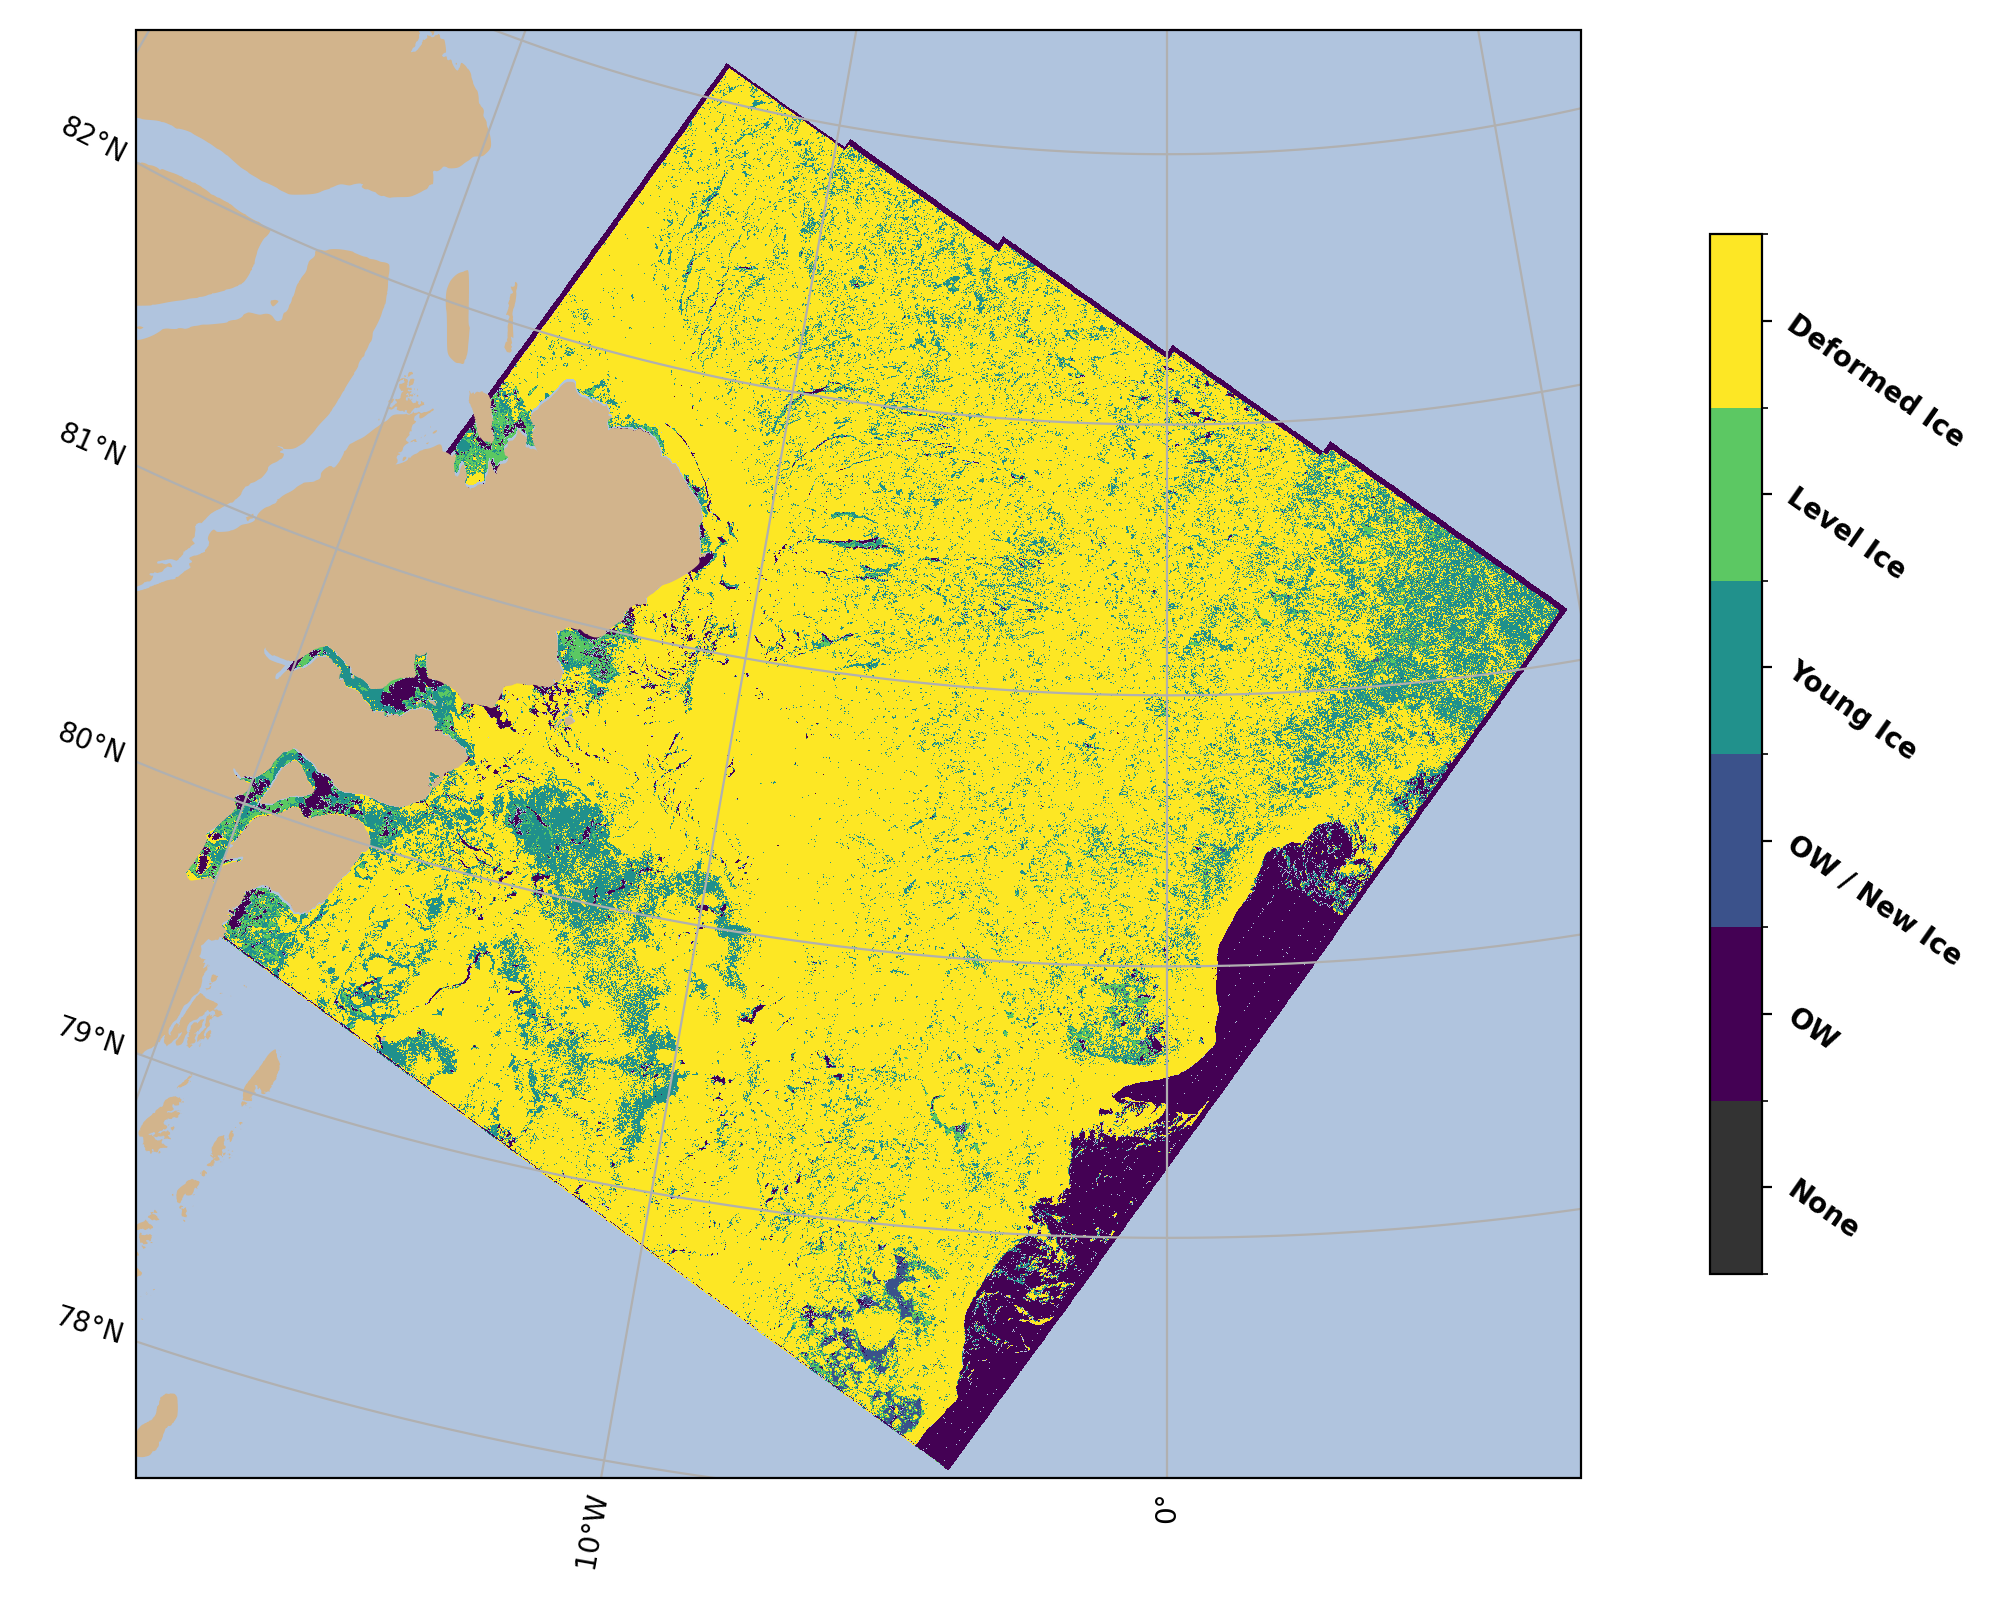 82°N
81°N
80°N
79°N
78°N
10°W
0°
Deformed Ice
Level Ice
Young Ice
OW / New Ice
OW
None